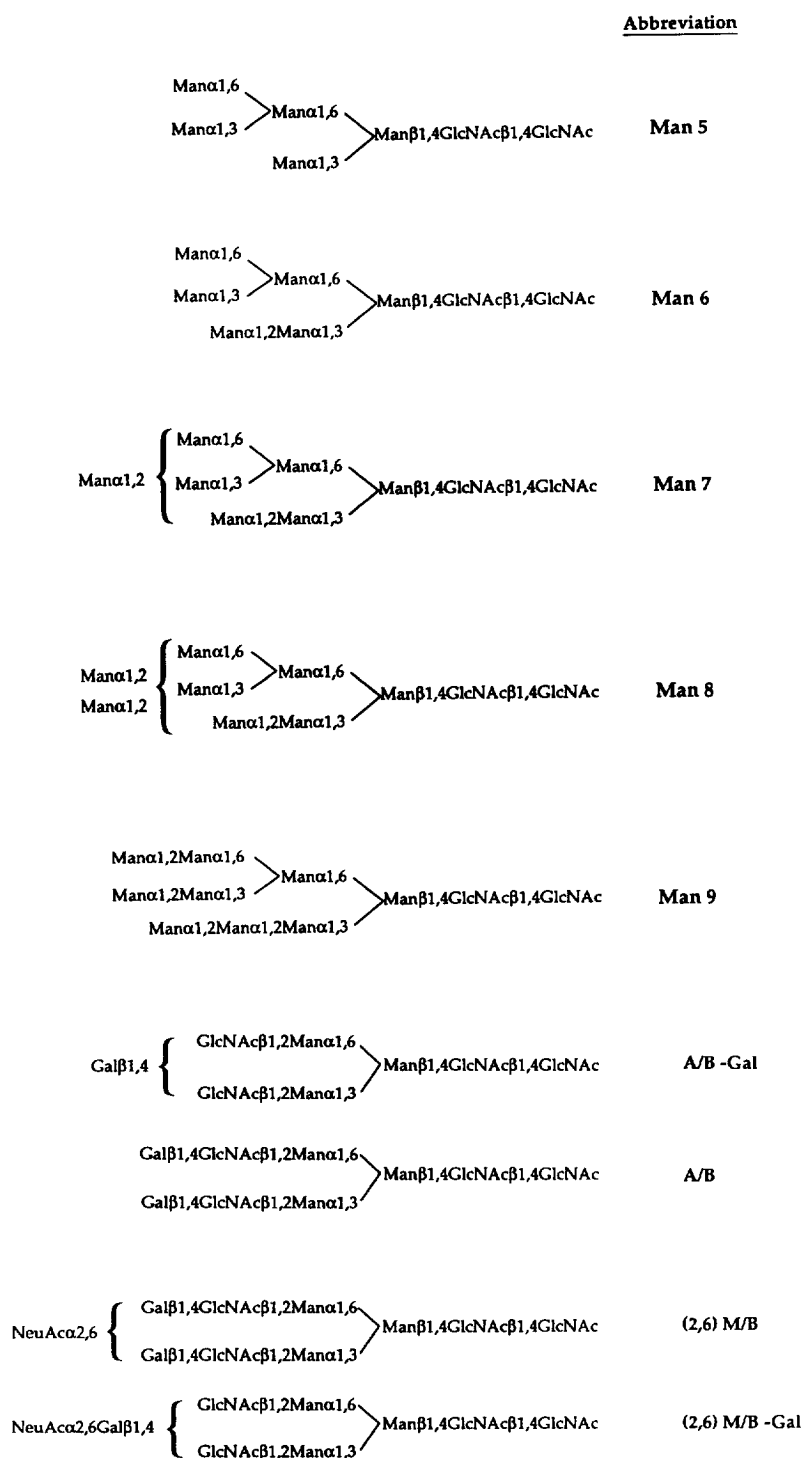 Abbreviation
Manα1,6
Manα1,6
Manα1,3
Manβ1,4GlcNAcβ1,4GlcNAc
Man 5
Manα1,3
Manα1,6
Manα1,6
Manα1,3
Manβ1,4GlcNAcβ1,4GlcNAc
Man 6
Manα1,2Manα1,3
Manα1,6
Manα1,6
Manα1,2
Manα1,3
Manβ1,4GlcNAcβ1,4GlcNAc
Man 7
Manα1,2Manα1,3
Manα1,6
Manα1,6
Manα1,2
Manα1,3
Manβ1,4GlcNAcβ1,4GlcNAc
Man 8
Manα1,2
Manα1,2Manα1,3
Manα1,2Manα1,6
Manα1,6
Manα1,2Manα1,3
Manβ1,4GlcNAcβ1,4GlcNAc
Man 9
Manα1,2Manα1,2Manα1,3
GlcNAcβ1,2Manα1,6
Galβ1,4
Manβ1,4GlcNAcβ1,4GlcNAc
A/B -Gal
GlcNAcβ1,2Manα1,3
Galβ1,4GlcNAcβ1,2Manα1,6
Manβ1,4GlcNAcβ1,4GlcNAc
A/B
Galβ1,4GlcNAcβ1,2Manα1,3
Galβ1,4GlcNAcβ1,2Manα1,6
NeuAcα2,6
Manβ1,4GlcNAcβ1,4GlcNAc
(2,6) M/B
Galβ1,4GlcNAcβ1,2Manα1,3
GlcNAcβ1,2Manα1,6
NeuAcα2,6Galβ1,4
Manβ1,4GlcNAcβ1,4GlcNAc
(2,6) M/B -Gal
GlcNAcβ1,2Manα1,3